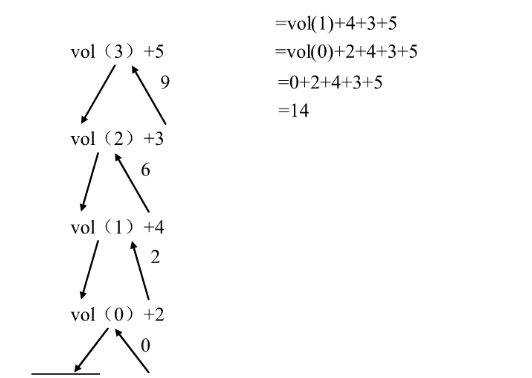 =vol(1)+4+3+5
vol（3）+5
=vol(0)+2+4+3+5
9
=0+2+4+3+5
=14
vol（2）+3
6
vol（1）+4
2
vol（0）+2
0